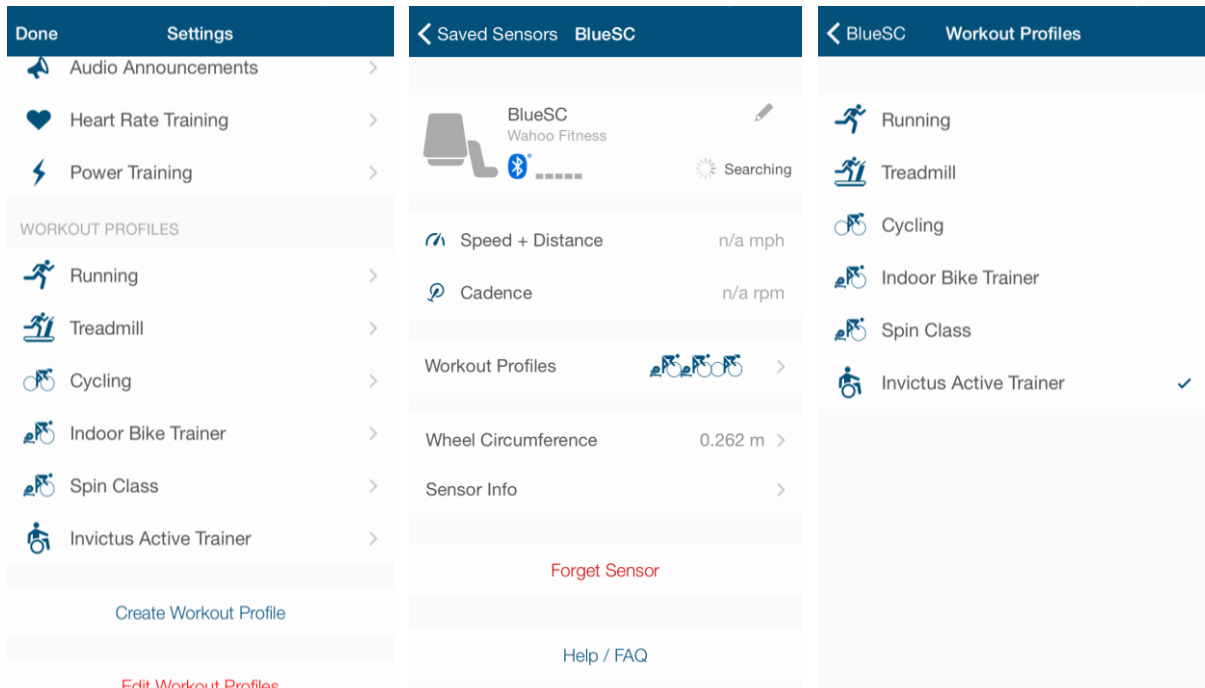 Done Settings
Audio Announcements
Heart Rate Training
Power Training
WORKOUT PROFILES
Running
Treadmill
Cycling
Indoor Bike Trainer
Spin Class
Invictus Active Trainer
Create Workout Profile
Edit Workout Profiles
Saved Sensors BlueSC
BlueSC
Wahoo Fitness
Searching
Speed + Distance n/a mph
Cadence n/a rpm
Workout Profiles
Wheel Circumference 0.262 m
Sensor Info
Forget Sensor
Help / FAQ
BlueSC Workout Profiles
Running
Treadmill
Cycling
Indoor Bike Trainer
Spin Class
Invictus Active Trainer